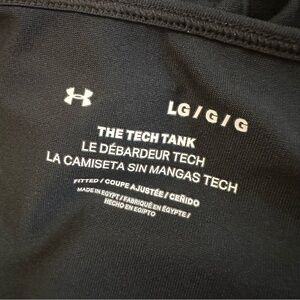 LG / G / G
THE TECH TANK
LE DÉBARDEUR TECH
LA CAMISETA SIN MANGAS TECH
FITTED / COUPE AJUSTÉE / CEÑIDO
MADE IN EGYPT / FABRIQUÉ EN ÉGYPTE /
HECHO EN EGIPTO